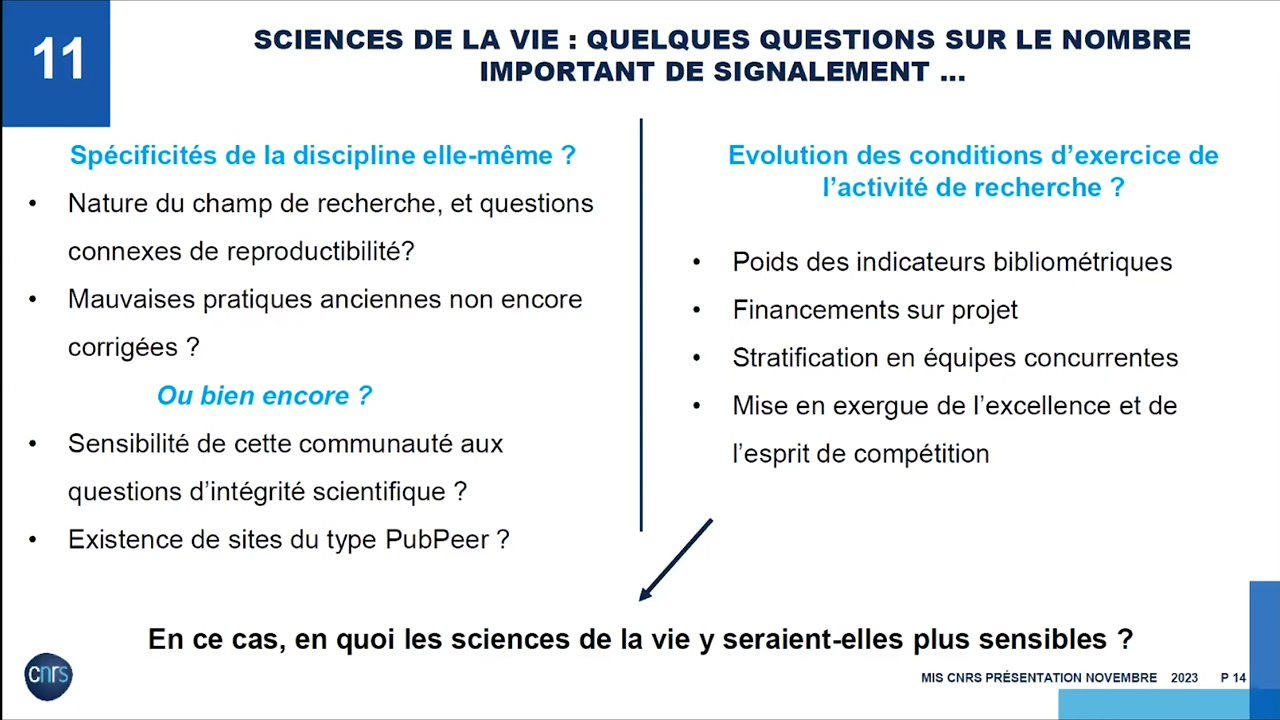 11
SCIENCES DE LA VIE : QUELQUES QUESTIONS SUR LE NOMBRE
IMPORTANT DE SIGNALEMENT ...
Spécificités de la discipline elle-même ?
• Nature du champ de recherche, et questions
connexes de reproductibilité?
• Mauvaises pratiques anciennes non encore
corrigées ?
Ou bien encore ?
• Sensibilité de cette communauté aux
questions d’intégrité scientifique ?
• Existence de sites du type PubPeer ?
Evolution des conditions d’exercice de
l’activité de recherche ?
• Poids des indicateurs bibliométriques
• Financements sur projet
• Stratification en équipes concurrentes
• Mise en exergue de l’excellence et de
l’esprit de compétition
En ce cas, en quoi les sciences de la vie y seraient-elles plus sensibles ?
cnrs
MIS CNRS PRÉSENTATION NOVEMBRE 2023 P 14